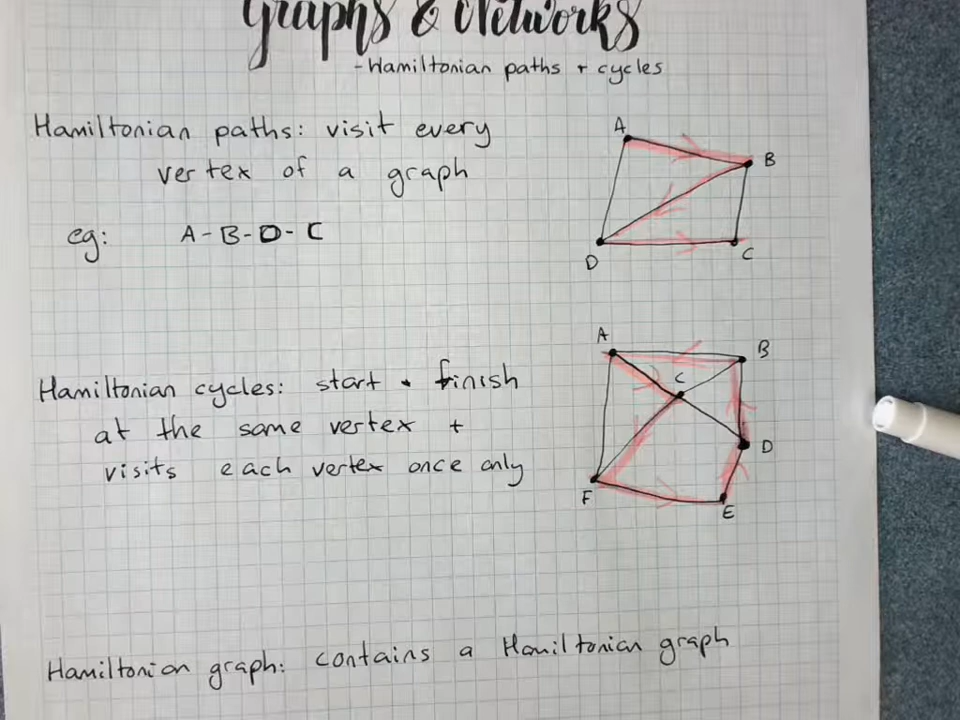 Graphs & Networks
- Hamiltonian paths + cycles
Hamiltonian paths: visit every
vertex of a graph
eg: A - B - D - C
A
B
D
C
Hamiltonian cycles: start • finish
at the same vertex +
visits each vertex once only
A
B
C
D
F
E
Hamiltonian graph: contains a Hamiltonian graph